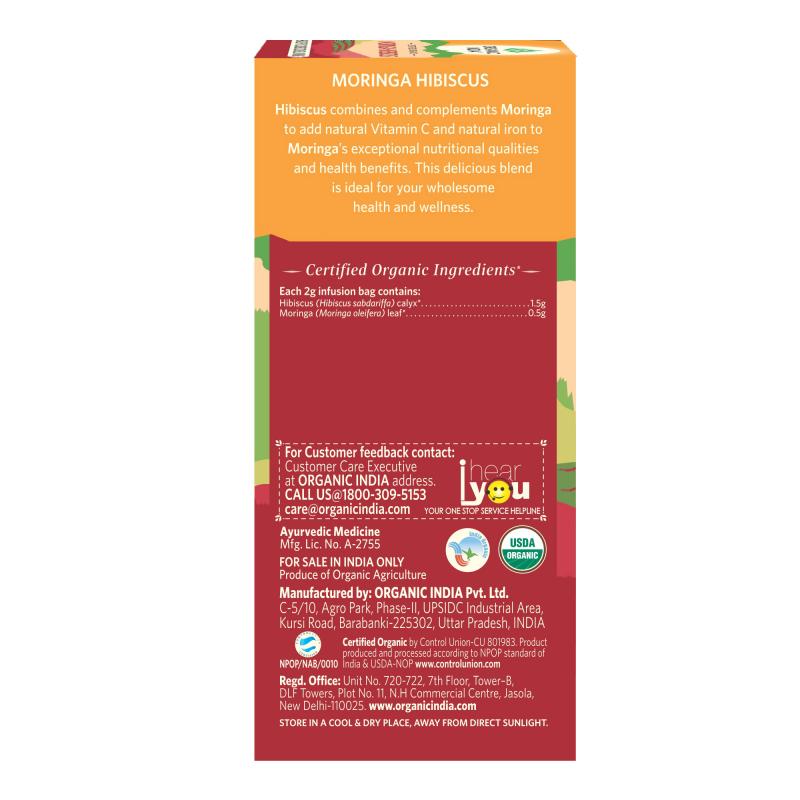 MORINGA HIBISCUS
Hibiscus combines and complements Moringa
to add natural Vitamin C and natural iron to
Moringa's exceptional nutritional qualities
and health benefits. This delicious blend
is ideal for your wholesome
health and wellness.
Certified Organic Ingredients*
Each 2g infusion bag contains:
Hibiscus (Hibiscus sabdariffa) calyx*..............................1.5g
Moringa (Moringa oleifera) leaf*.................................0.5g
For Customer feedback contact:
Customer Care Executive
at ORGANIC INDIA address.
CALL US@1800-309-5153
care@organicindia.com
i hear
you
YOUR ONE STOP SERVICE HELPLINE!
Ayurvedic Medicine
Mfg. Lic. No. A-2755
India Organic
USDA
ORGANIC
FOR SALE IN INDIA ONLY
Produce of Organic Agriculture
Manufactured by: ORGANIC INDIA Pvt. Ltd.
C-5/10, Agro Park, Phase-II, UPSIDC Industrial Area,
Kursi Road, Barabanki-225302, Uttar Pradesh, INDIA
NPOP/NAB/0010
Certified Organic by Control Union-CU 801983. Product
produced and processed according to NPOP standard of
India & USDA-NOP www.controlunion.com
Regd. Office: Unit No. 720-722, 7th Floor, Tower–B,
DLF Towers, Plot No. 11, N.H Commercial Centre, Jasola,
New Delhi-110025. www.organicindia.com
STORE IN A COOL & DRY PLACE, AWAY FROM DIRECT SUNLIGHT.